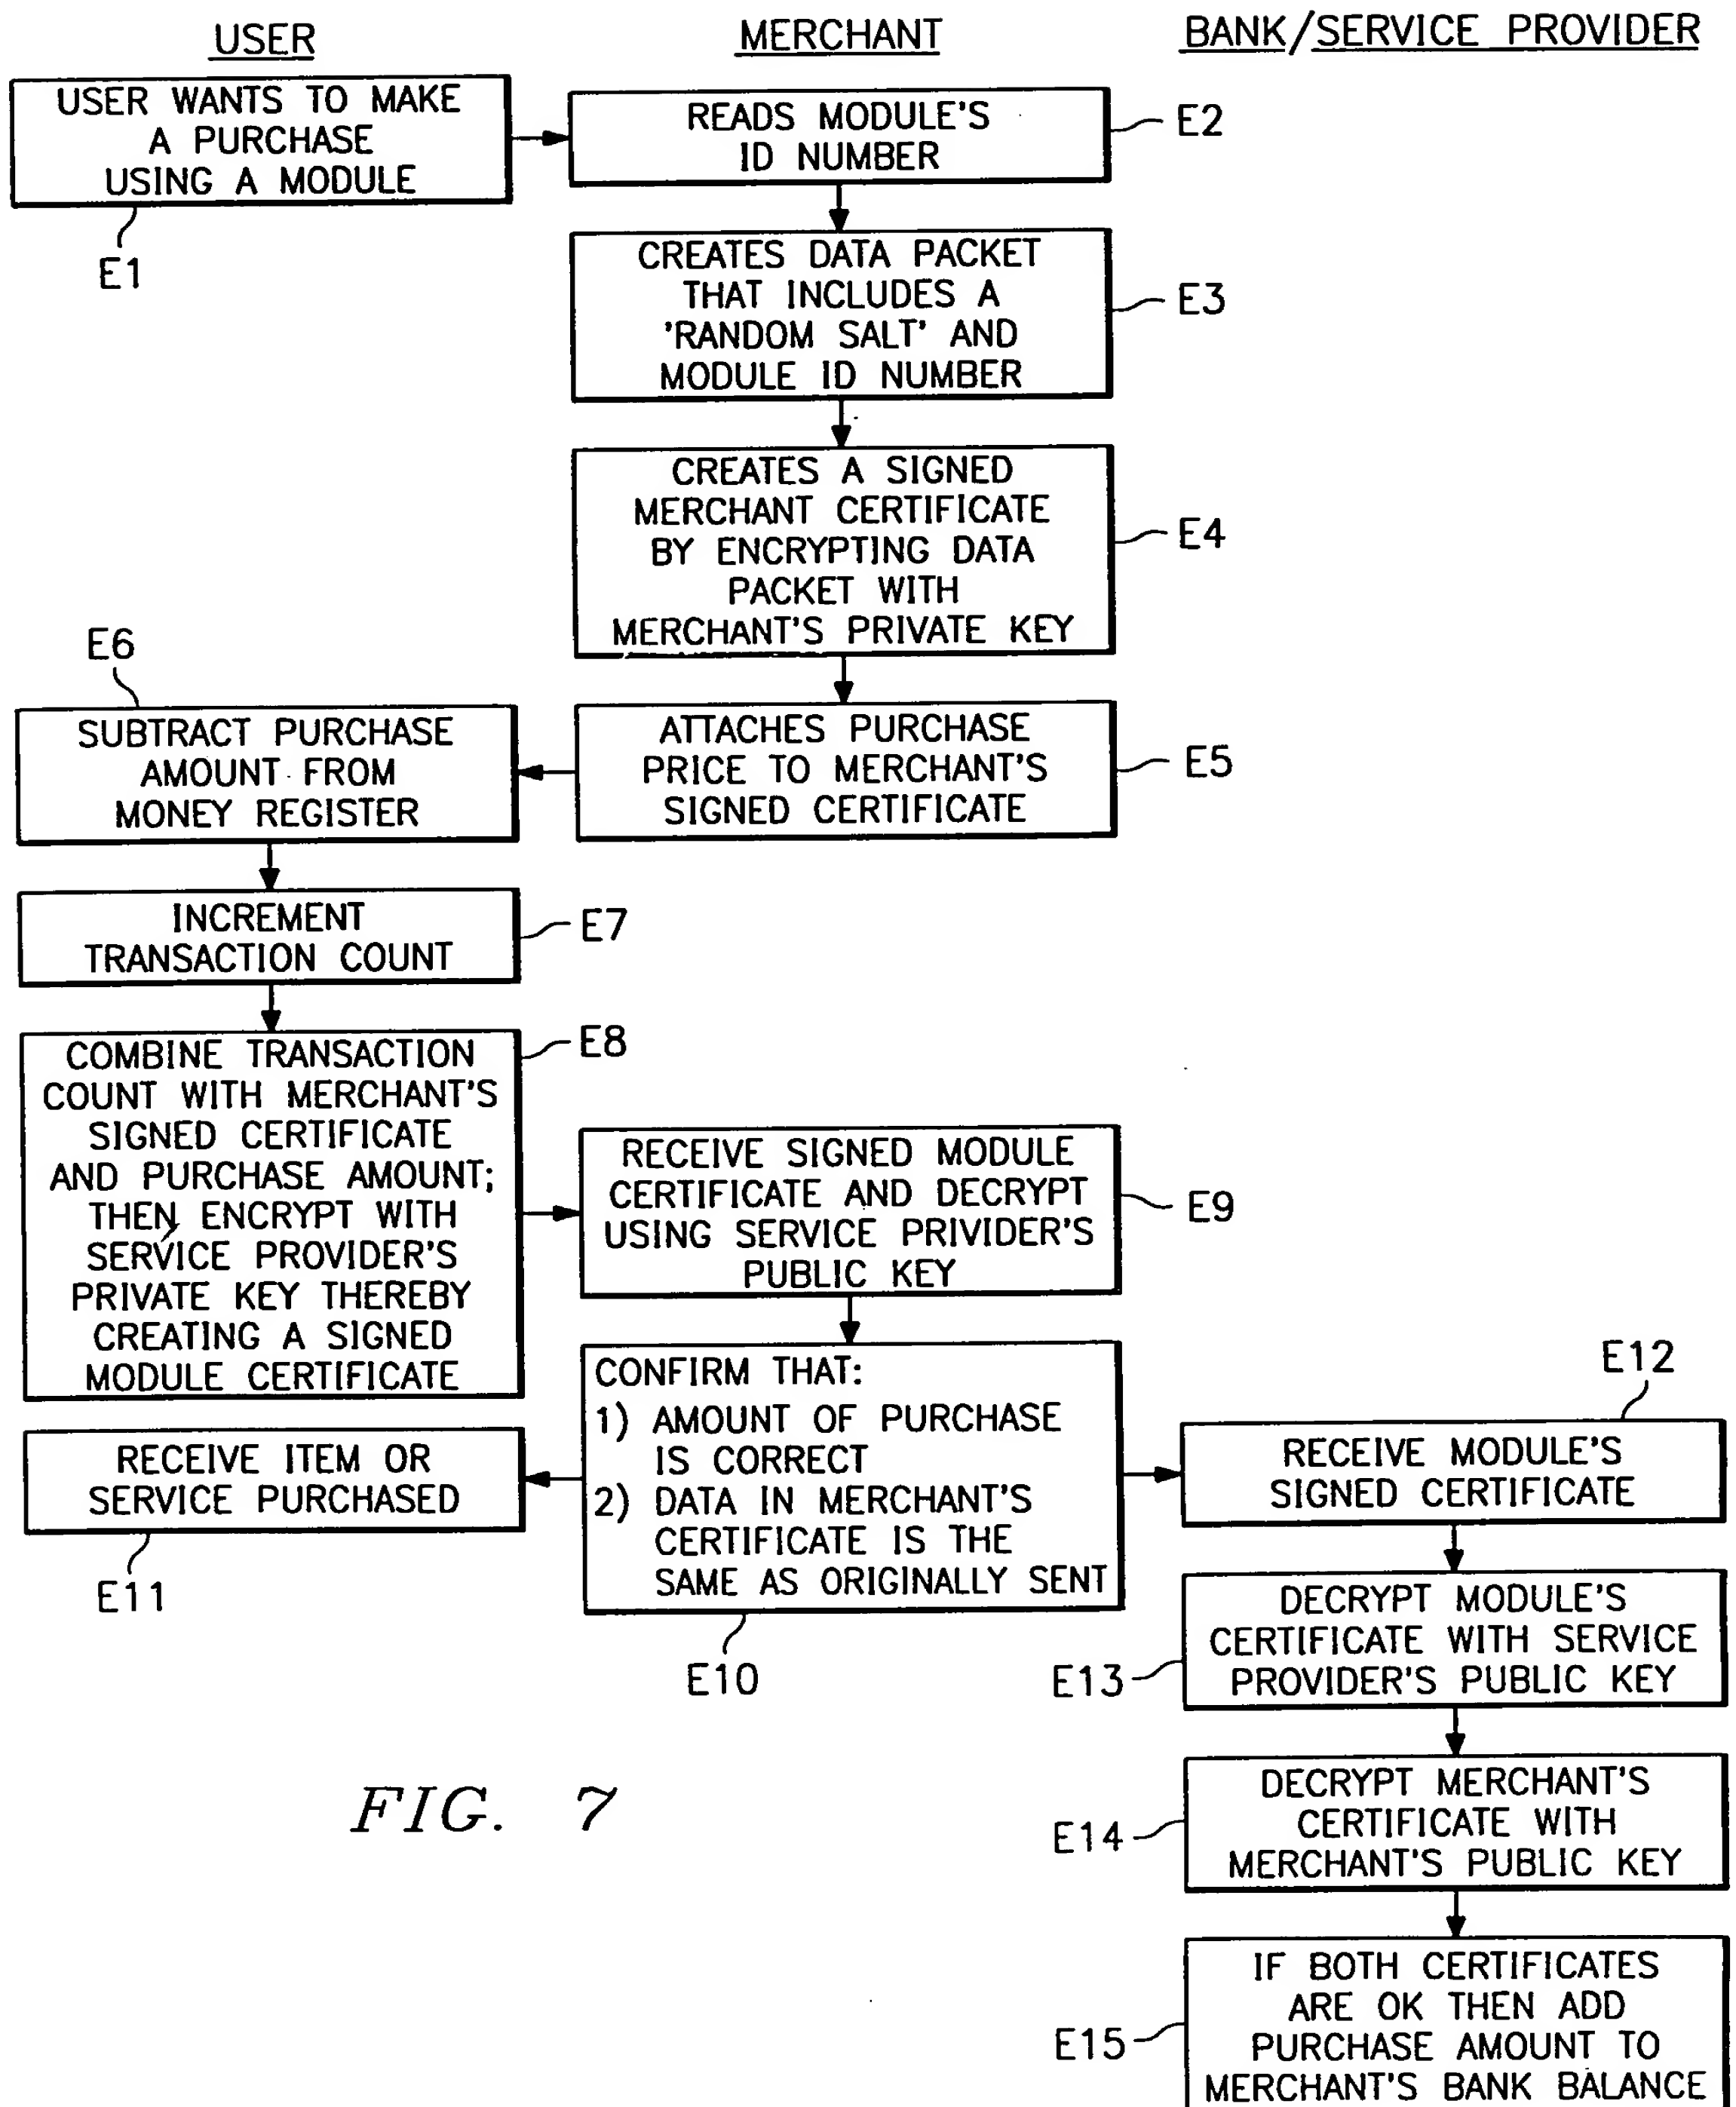 USER
MERCHANT
BANK/SERVICE PROVIDER
USER WANTS TO MAKE
A PURCHASE
USING A MODULE
E1
READS MODULE'S
ID NUMBER
E2
CREATES DATA PACKET
THAT INCLUDES A
'RANDOM SALT' AND
MODULE ID NUMBER
E3
CREATES A SIGNED
MERCHANT CERTIFICATE
BY ENCRYPTING DATA
PACKET WITH
MERCHANT'S PRIVATE KEY
E4
ATTACHES PURCHASE
PRICE TO MERCHANT'S
SIGNED CERTIFICATE
E5
E6
SUBTRACT PURCHASE
AMOUNT FROM
MONEY REGISTER
INCREMENT
TRANSACTION COUNT
E7
COMBINE TRANSACTION
COUNT WITH MERCHANT'S
SIGNED CERTIFICATE
AND PURCHASE AMOUNT;
THEN ENCRYPT WITH
SERVICE PROVIDER'S
PRIVATE KEY THEREBY
CREATING A SIGNED
MODULE CERTIFICATE
E8
RECEIVE SIGNED MODULE
CERTIFICATE AND DECRYPT
USING SERVICE PRIVIDER'S
PUBLIC KEY
E9
CONFIRM THAT:
1) AMOUNT OF PURCHASE
IS CORRECT
2) DATA IN MERCHANT'S
CERTIFICATE IS THE
SAME AS ORIGINALLY SENT
E10
RECEIVE ITEM OR
SERVICE PURCHASED
E11
E12
RECEIVE MODULE'S
SIGNED CERTIFICATE
DECRYPT MODULE'S
CERTIFICATE WITH SERVICE
PROVIDER'S PUBLIC KEY
E13
DECRYPT MERCHANT'S
CERTIFICATE WITH
MERCHANT'S PUBLIC KEY
E14
IF BOTH CERTIFICATES
ARE OK THEN ADD
PURCHASE AMOUNT TO
MERCHANT'S BANK BALANCE
E15
FIG. 7